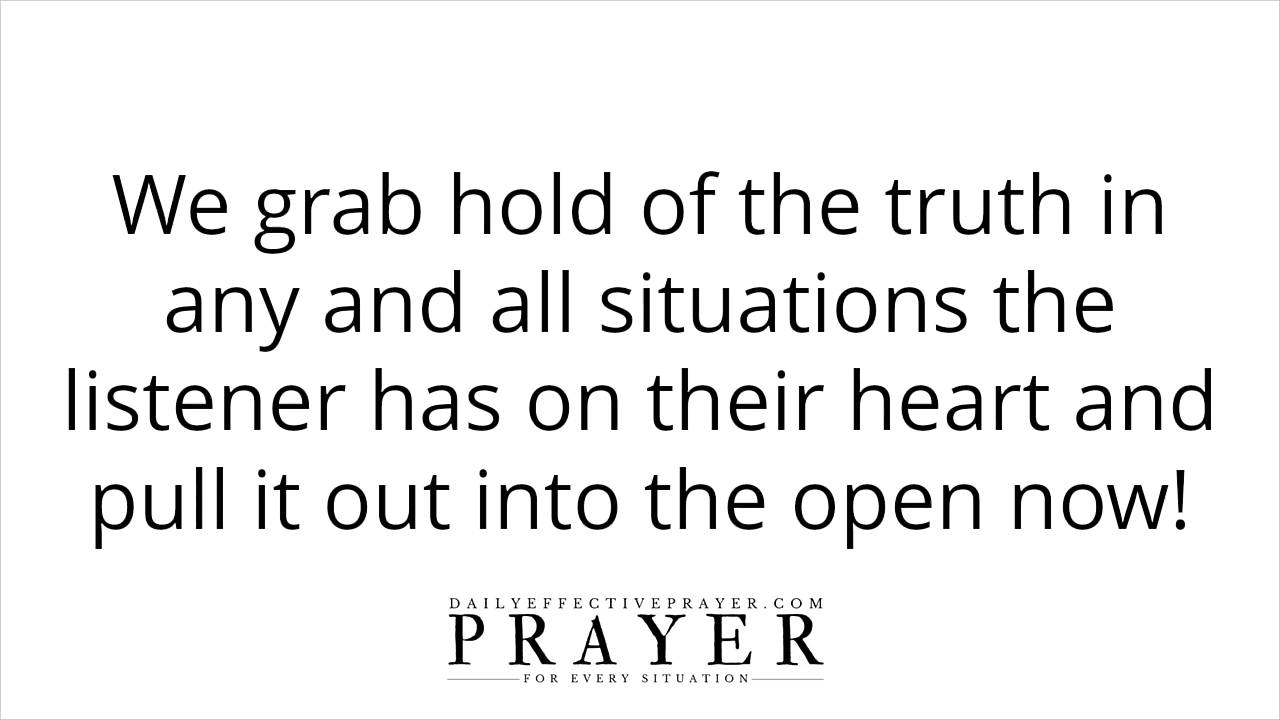 We grab hold of the truth in
any and all situations the
listener has on their heart and
pull it out into the open now!
DAILYEFFECTIVEPRAYER.COM
PRAYER
FOR EVERY SITUATION